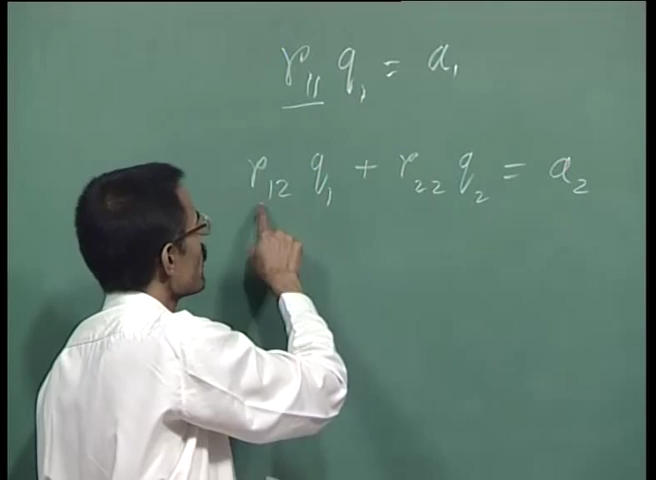 r₁₁ q₁ = a₁
r₁₂ q₁ + r₂₂ q₂ = a₂